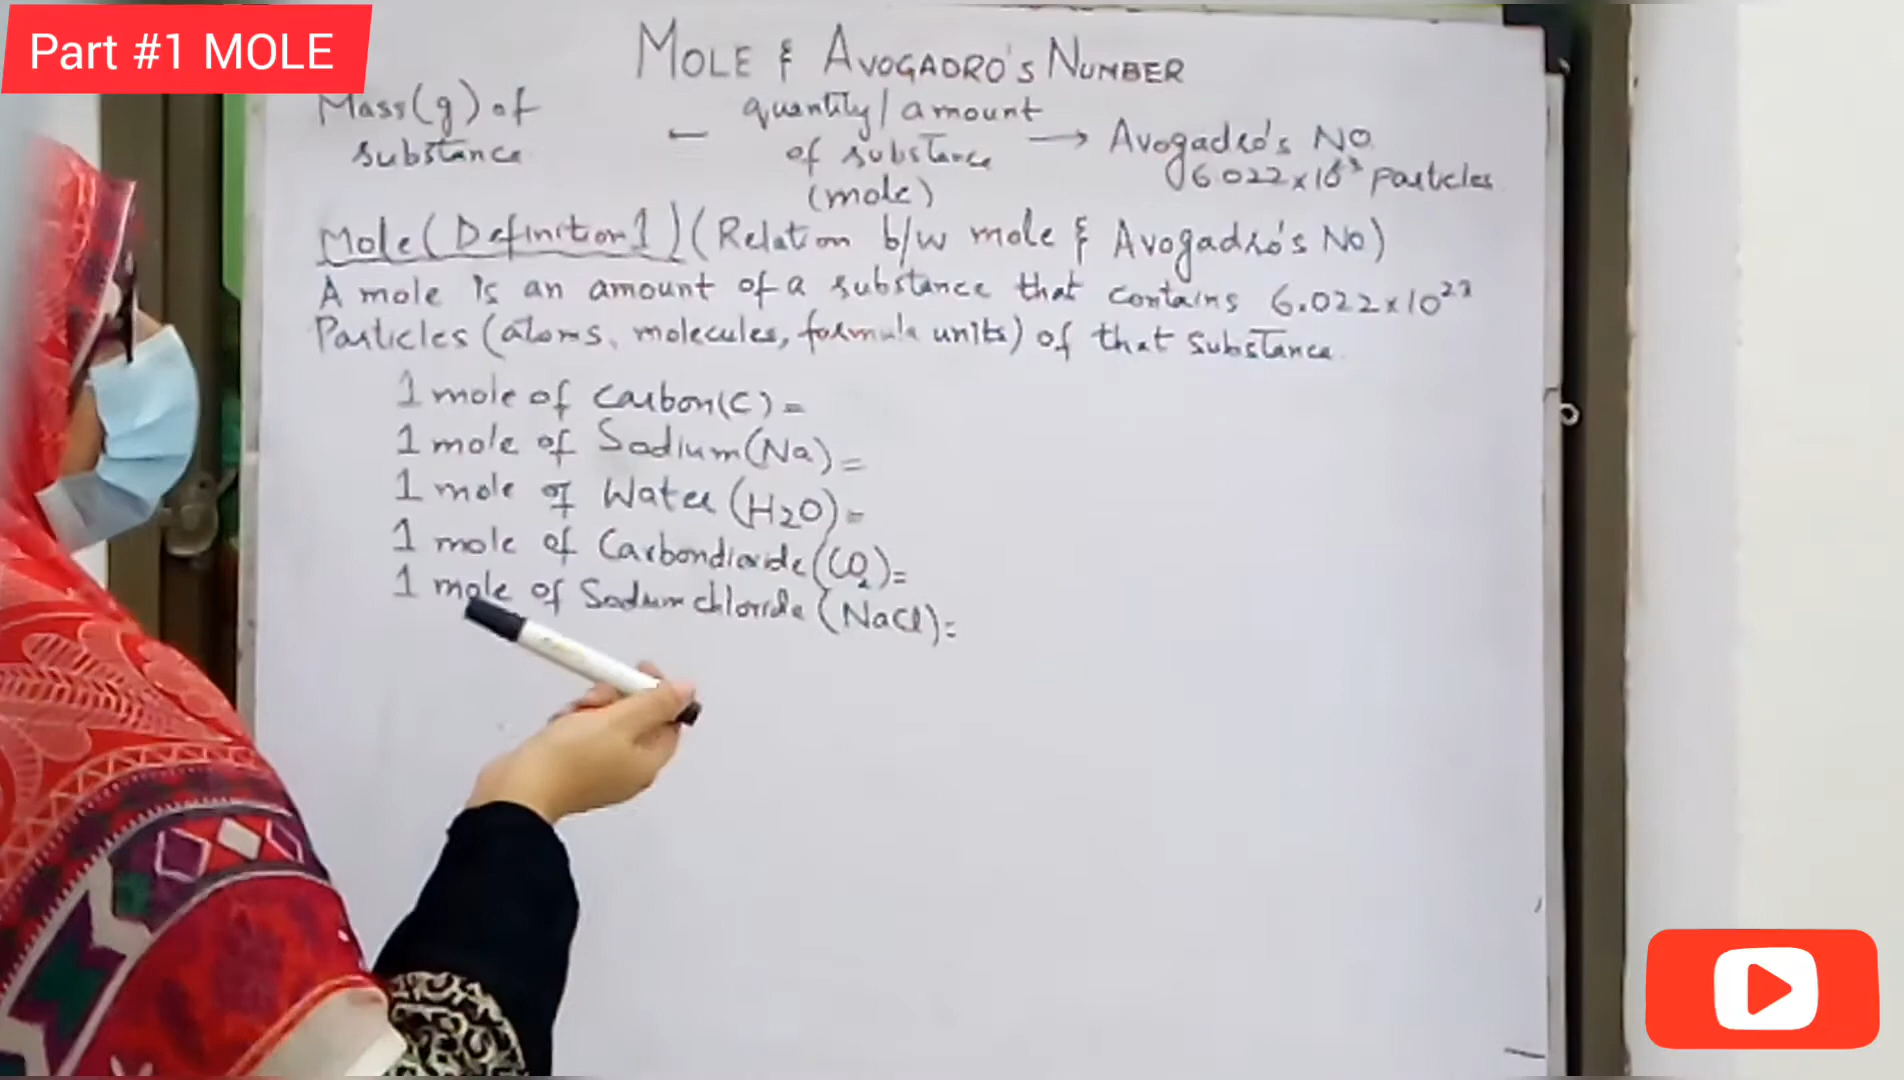 Part #1 MOLE
MOLE & AVOGADRO'S NUMBER
Mass(g) of substance
← quantity/amount of substance (mole) →
Avogadro's No.
6.022x10²³ Particles
Mole (Definition 1) (Relation b/w mole & Avogadro's No)
A mole is an amount of a substance that contains 6.022x10²³
Particles (atoms, molecules, formula units) of that substance.
1 mole of Carbon(C) =
1 mole of Sodium(Na) =
1 mole of Water (H2O) =
1 mole of Carbondioxide (CO₂) =
1 mole of Sodium chloride (NaCl) =